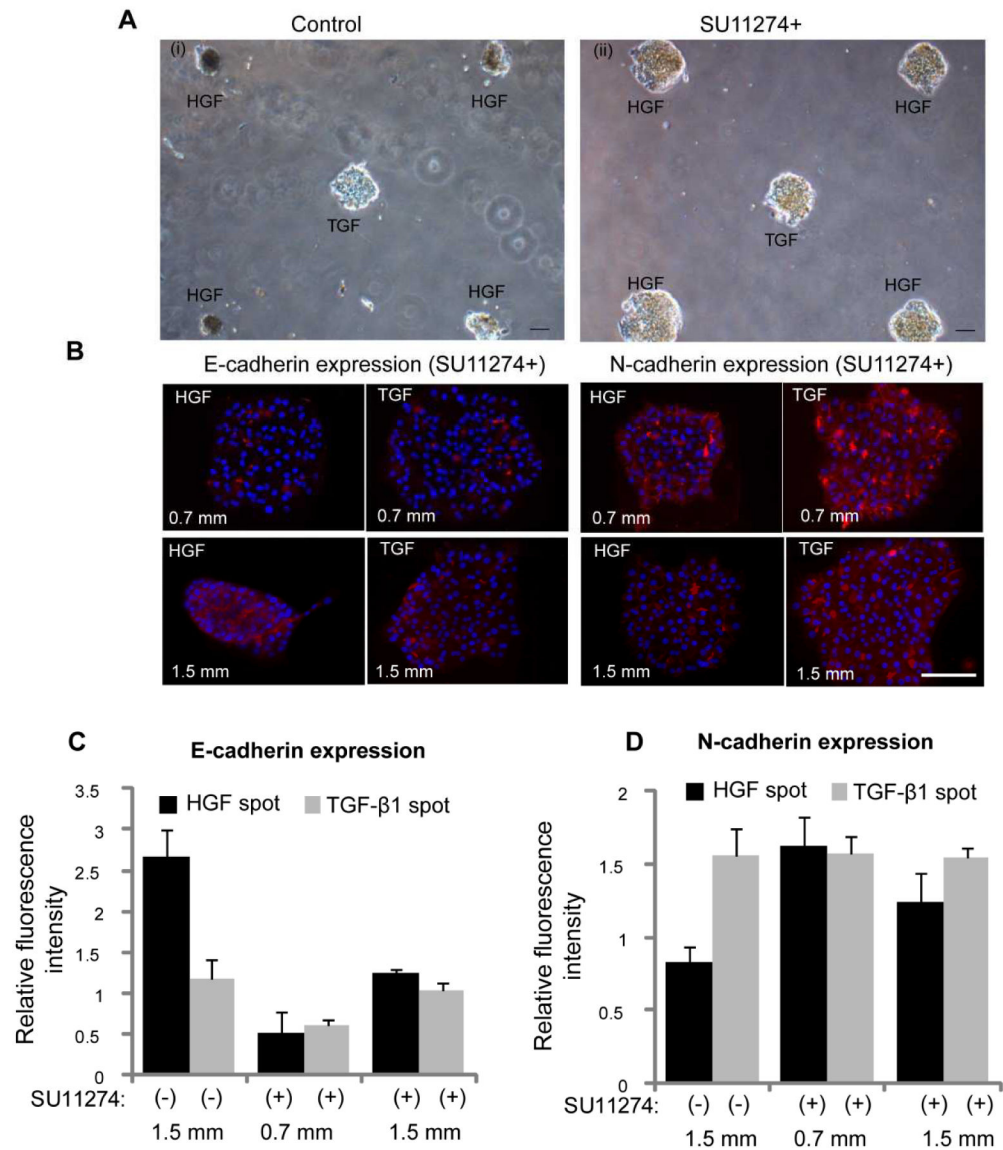 A
Control
SU11274+
(i)
HGF
HGF
TGF
HGF
HGF
(ii)
HGF
HGF
TGF
HGF
HGF
B
E-cadherin expression (SU11274+)
N-cadherin expression (SU11274+)
HGF
0.7 mm
TGF
0.7 mm
HGF
0.7 mm
TGF
0.7 mm
HGF
1.5 mm
TGF
1.5 mm
HGF
1.5 mm
TGF
1.5 mm
C
E-cadherin expression
HGF spot
TGF-β1 spot
Relative fluorescence
intensity
3.5
3
2.5
2
1.5
1
0.5
0
SU11274: (-) (-) (+) (+) (+) (+)
1.5 mm 0.7 mm 1.5 mm
D
N-cadherin expression
HGF spot
TGF-β1 spot
Relative fluorescence
intensity
2
1.5
1
0.5
0
SU11274: (-) (-) (+) (+) (+) (+)
1.5 mm 0.7 mm 1.5 mm